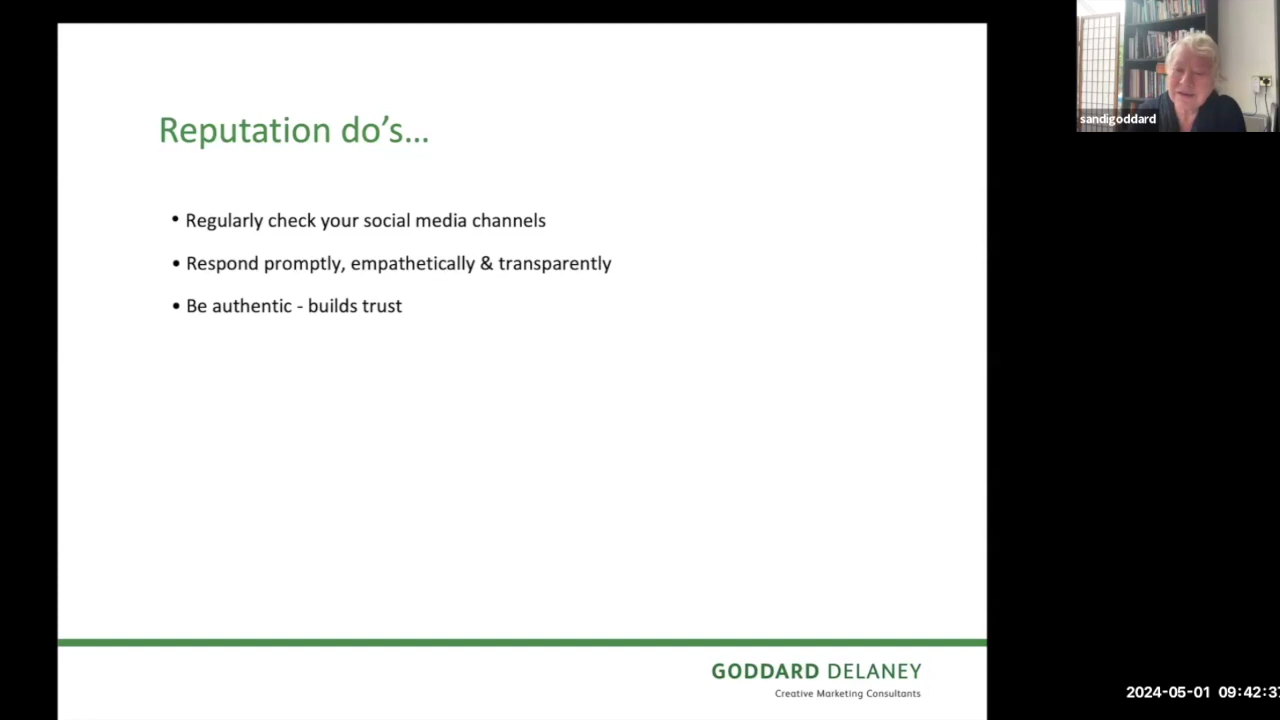 Reputation do’s...
• Regularly check your social media channels
• Respond promptly, empathetically & transparently
• Be authentic - builds trust
GODDARD DELANEY
Creative Marketing Consultants
sandigoddard
2024-05-01 09:42:37